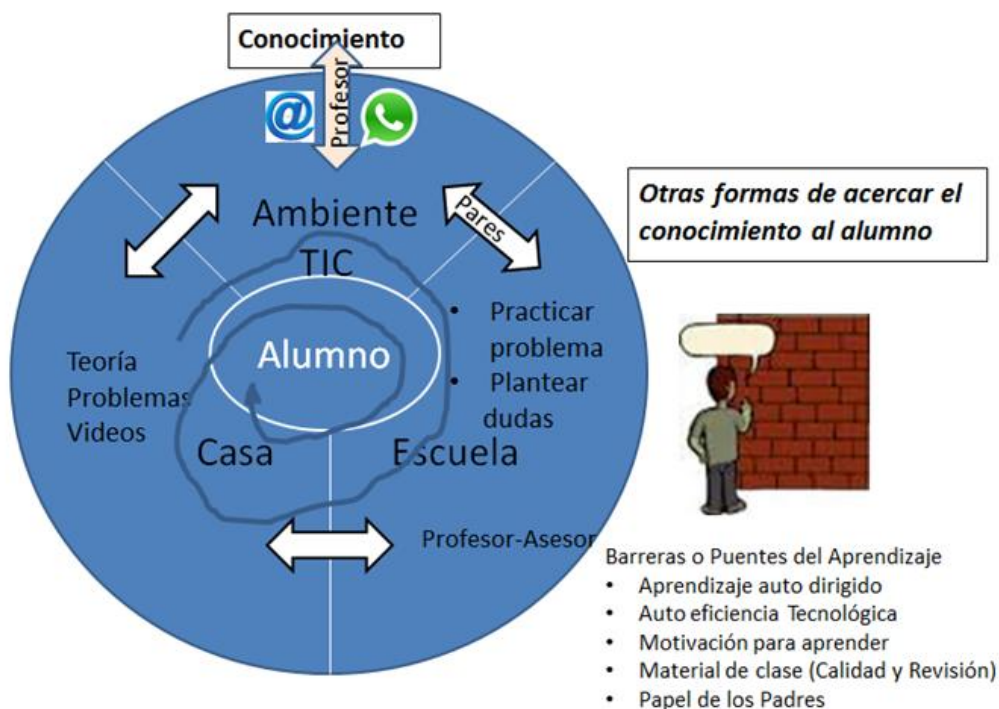 Conocimiento
Profesor
@
Ambiente
TIC
Pares
Alumno
Teoría
Problemas
Videos
• Practicar
problema
• Plantear
dudas
Casa
Escuela
Profesor-Asesor
Otras formas de acercar el
conocimiento al alumno
Barreras o Puentes del Aprendizaje
• Aprendizaje auto dirigido
• Auto eficiencia Tecnológica
• Motivación para aprender
• Material de clase (Calidad y Revisión)
• Papel de los Padres